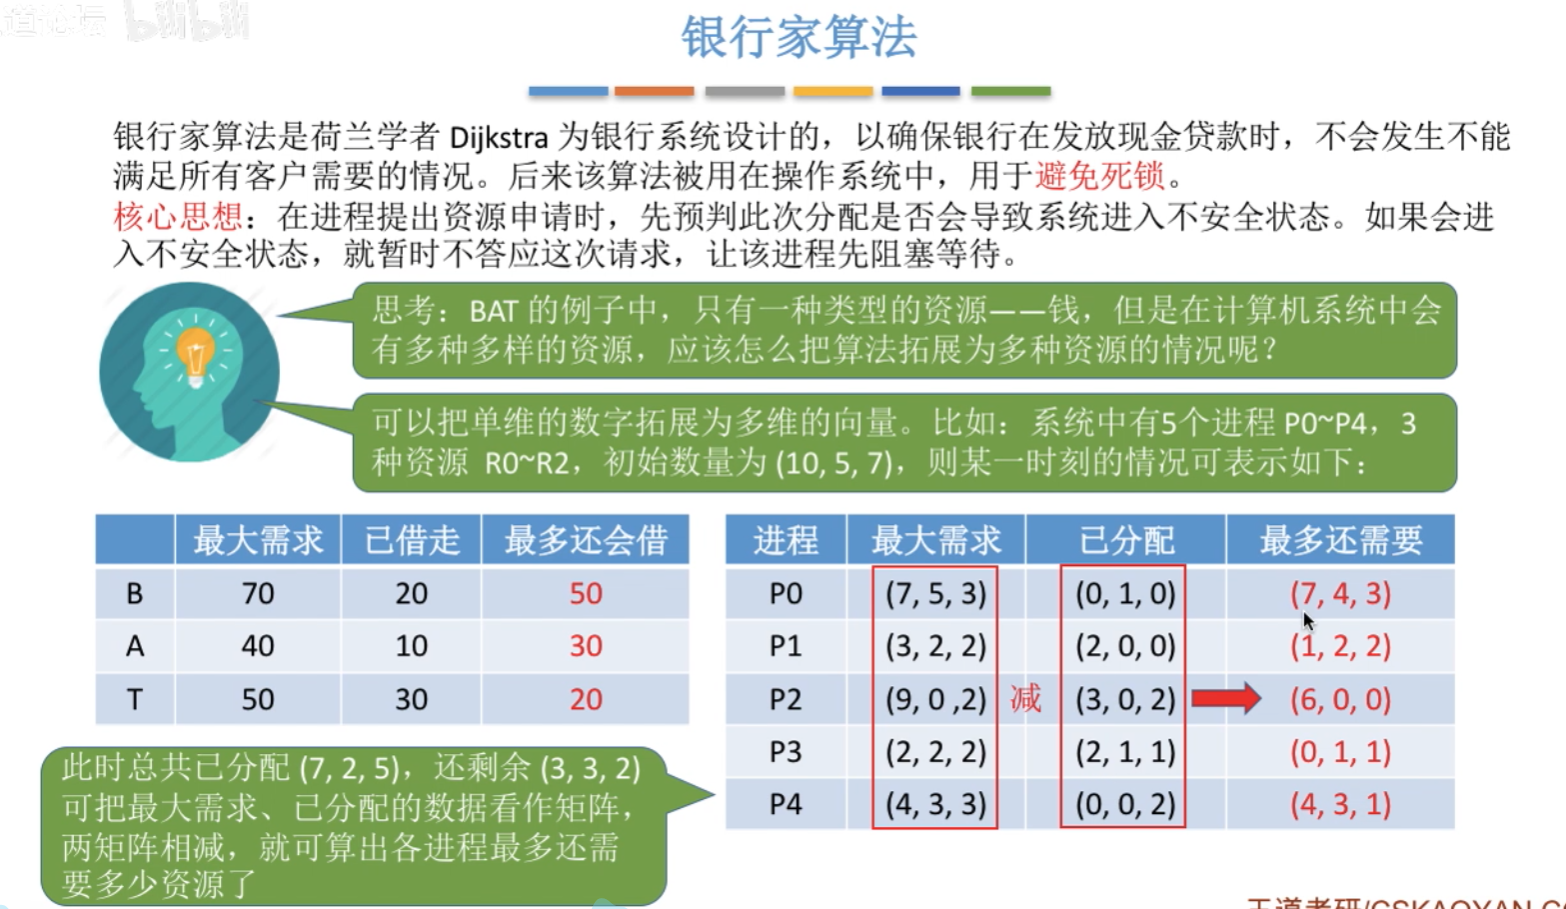 道论坛 bilibili
银行家算法
银行家算法是荷兰学者 Dijkstra 为银行系统设计的，以确保银行在发放现金贷款时，不会发生不能
满足所有客户需要的情况。后来该算法被用在操作系统中，用于避免死锁。
核心思想：在进程提出资源申请时，先预判此次分配是否会导致系统进入不安全状态。如果会进
入不安全状态，就暂时不答应这次请求，让该进程先阻塞等待。
思考：BAT 的例子中，只有一种类型的资源——钱，但是在计算机系统中会
有多种多样的资源，应该怎么把算法拓展为多种资源的情况呢？
可以把单维的数字拓展为多维的向量。比如：系统中有5个进程 P0~P4，3
种资源 R0~R2，初始数量为 (10, 5, 7)，则某一时刻的情况可表示如下：
最大需求 已借走 最多还会借
B 70 20 50
A 40 10 30
T 50 30 20
进程 最大需求 已分配 最多还需要
P0 (7, 5, 3) (0, 1, 0) (7, 4, 3)
P1 (3, 2, 2) (2, 0, 0) (1, 2, 2)
P2 (9, 0 ,2) 减 (3, 0, 2) (6, 0, 0)
P3 (2, 2, 2) (2, 1, 1) (0, 1, 1)
P4 (4, 3, 3) (0, 0, 2) (4, 3, 1)
此时总共已分配 (7, 2, 5)，还剩余 (3, 3, 2)
可把最大需求、已分配的数据看作矩阵，
两矩阵相减，就可算出各进程最多还需
要多少资源了
王道考研/CSKAOYAN.CO